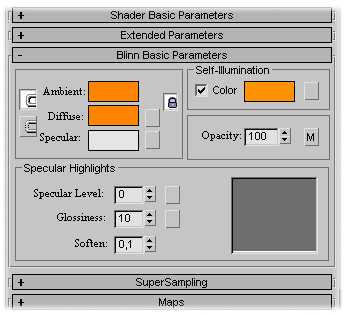 + Shader Basic Parameters
+ Extended Parameters
- Blinn Basic Parameters
Self-Illumination
Ambient:
Color
Diffuse:
Specular:
Opacity: 100 M
Specular Highlights
Specular Level: 0
Glossiness: 10
Soften: 0,1
+ SuperSampling
+ Maps